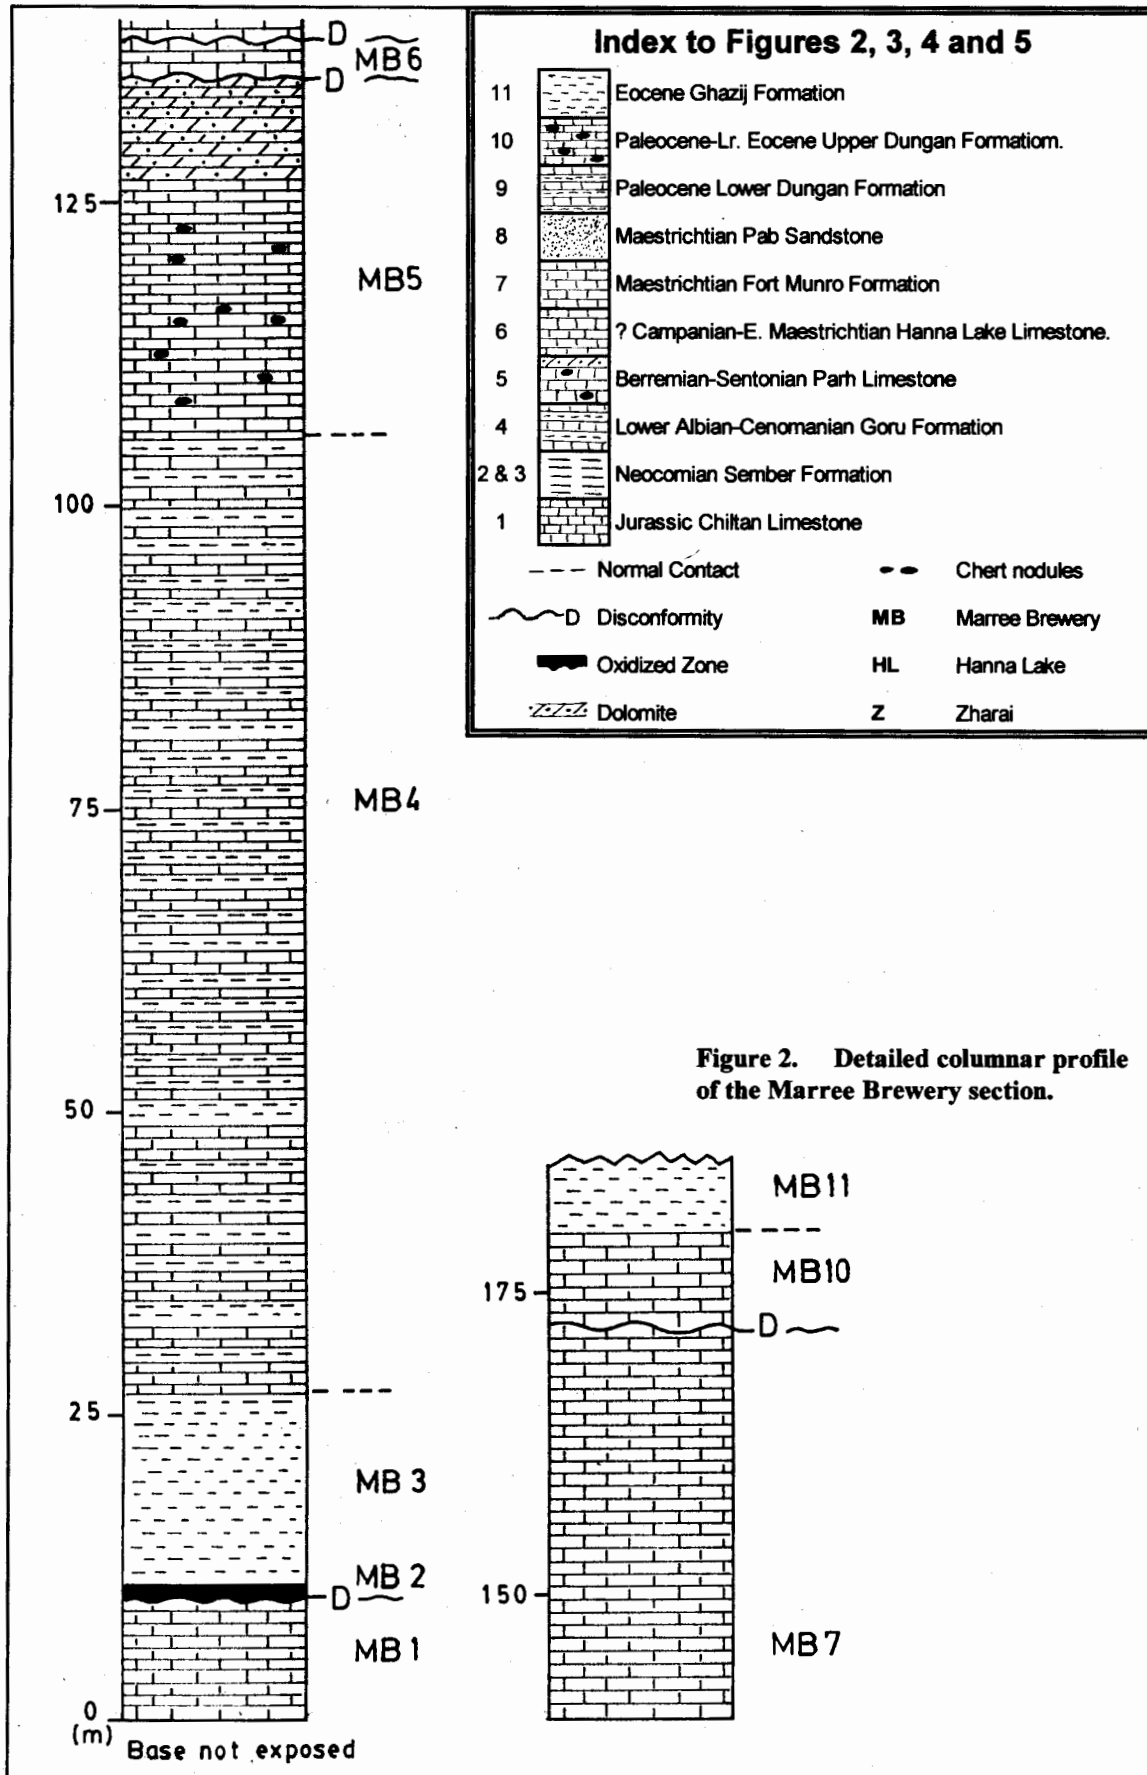 D
MB6
D
125
MB5
100
75
MB4
50
25
MB 3
MB 2
D
MB 1
0
(m)
Base not exposed
Index to Figures 2, 3, 4 and 5
11 Eocene Ghazij Formation
10 Paleocene-Lr. Eocene Upper Dungan Formatiom.
9 Paleocene Lower Dungan Formation
8 Maestrichtian Pab Sandstone
7 Maestrichtian Fort Munro Formation
6 ? Campanian-E. Maestrichtian Hanna Lake Limestone.
5 Berremian-Sentonian Parh Limestone
4 Lower Albian-Cenomanian Goru Formation
2 & 3 Neocomian Sember Formation
1 Jurassic Chiltan Limestone
Normal Contact Chert nodules
D Disconformity MB Marree Brewery
Oxidized Zone HL Hanna Lake
Dolomite Z Zharai
Figure 2. Detailed columnar profile
of the Marree Brewery section.
MB11
MB10
175
D
150
MB7